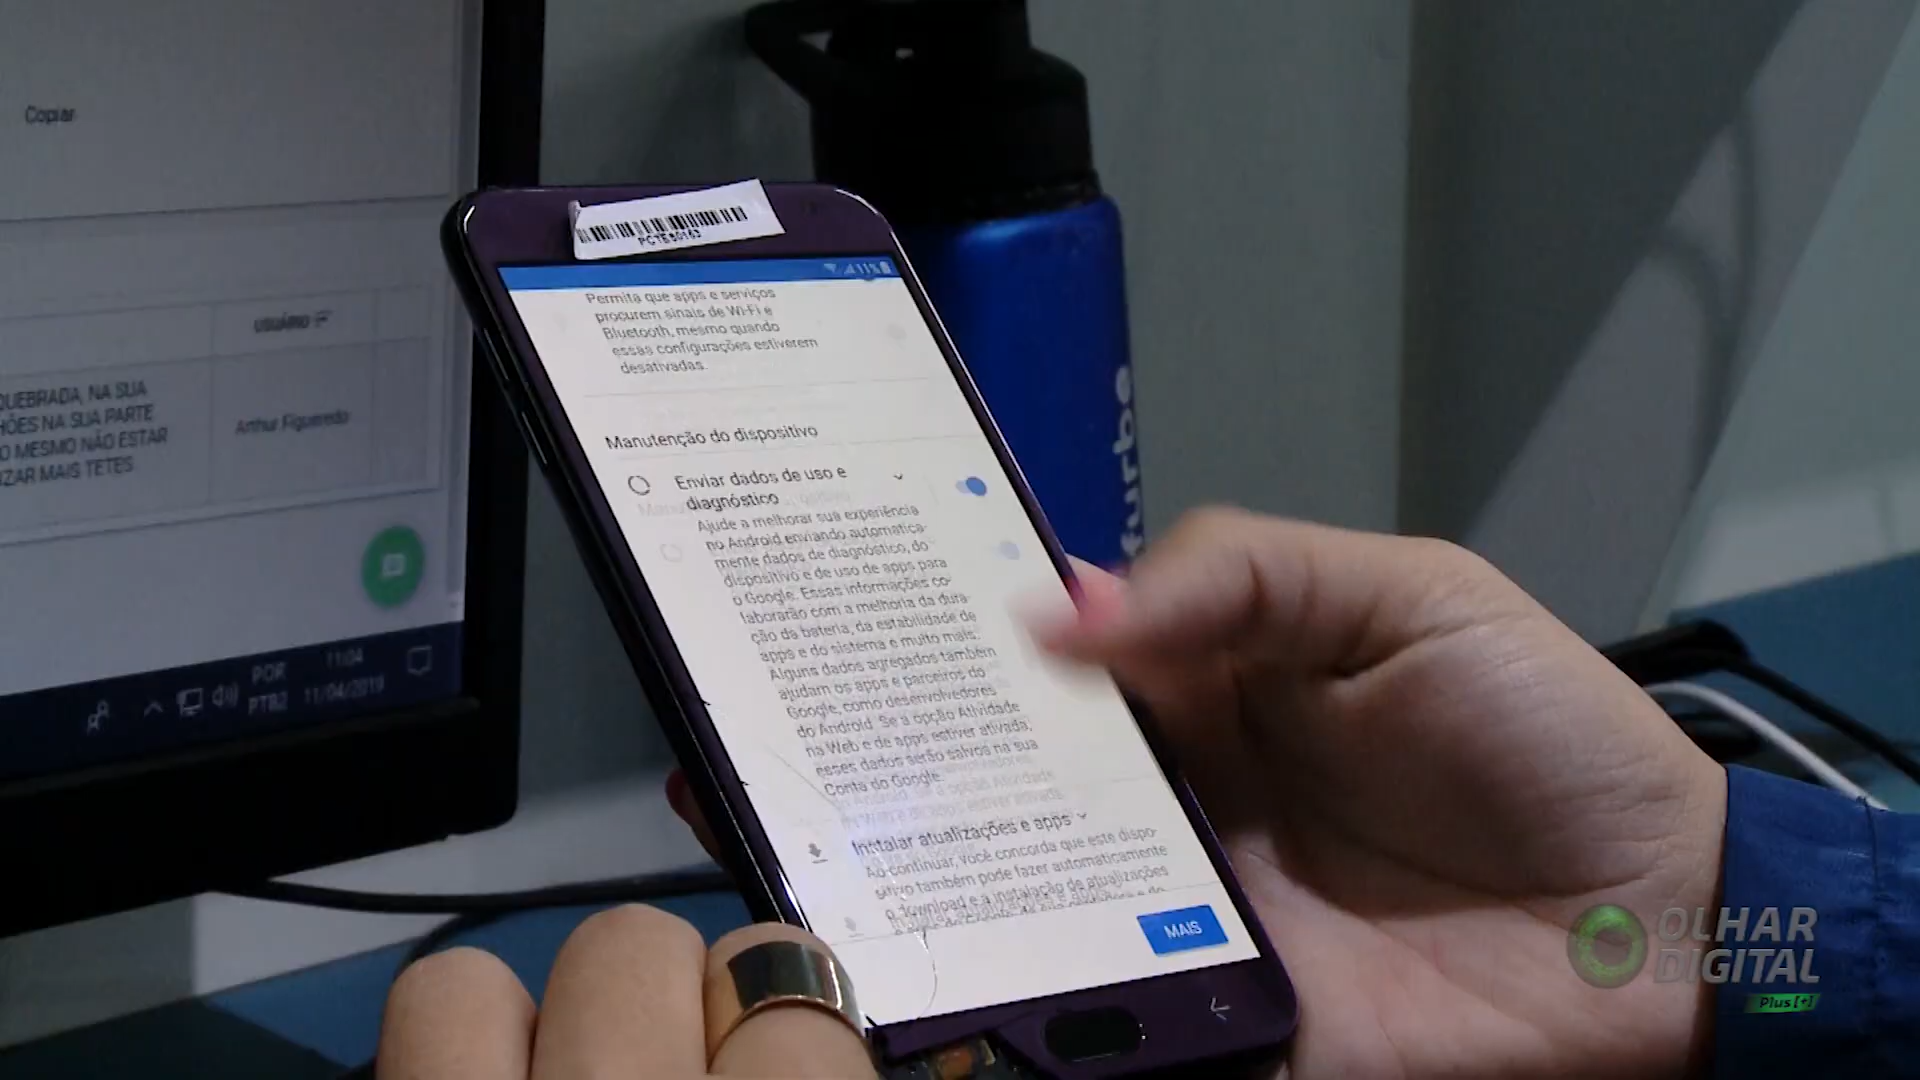 Copiar
USUÁRIO
QUEBRADA, NA SUA
HÕES NA SUA PARTE
O MESMO NÃO ESTAR
ZAR MAIS TETES
Arthur Figueredo
POR
PTB2
11:04
11/04/2019
PCTE80163
11%
Permita que apps e serviços
procurem sinais de Wi-Fi e
Bluetooth, mesmo quando
essas configurações estiverem
desativadas.
Manutenção do dispositivo
Enviar dados de uso e
diagnóstico
Ajude a melhorar sua experiência
no Android enviando automatica-
mente dados de diagnóstico, do
dispositivo e de uso de apps para
o Google. Essas informações co-
laborarão com a melhoria da dura-
ção da bateria, da estabilidade de
apps e do sistema e muito mais.
Alguns dados agregados também
ajudam os apps e parceiros do
Google, como desenvolvedores
do Android. Se a opção Atividade
na Web e de apps estiver ativada,
esses dados serão salvos na sua
Conta do Google.
Instalar atualizações e apps
Ao continuar, você concorda que este dispo-
sitivo também pode fazer automaticamente
o download e a instalação de atualizações
MAIS
furbe
OLHAR
DIGITAL
Plus [+]